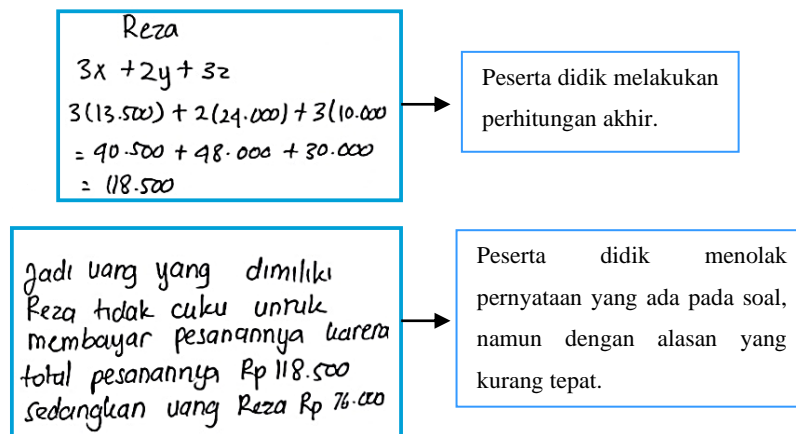 Reza
3x + 2y + 3z
3(13.500) + 2(24.000) + 3(10.000
= 40.500 + 48.000 + 30.000
= 118.500
Peserta didik melakukan
perhitungan akhir.
Jadi uang yang dimiliki
Reza tidak cuku untuk
membayar pesanannya karena
total pesanannya Rp 118.500
sedangkan uang Reza Rp 76.000
Peserta didik menolak
pernyataan yang ada pada soal,
namun dengan alasan yang
kurang tepat.